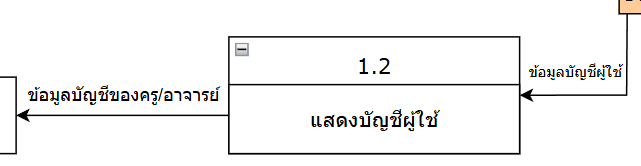 1.2
ข้อมูลบัญชีผู้ใช้
ข้อมูลบัญชีของครู/อาจารย์
แสดงบัญชีผู้ใช้